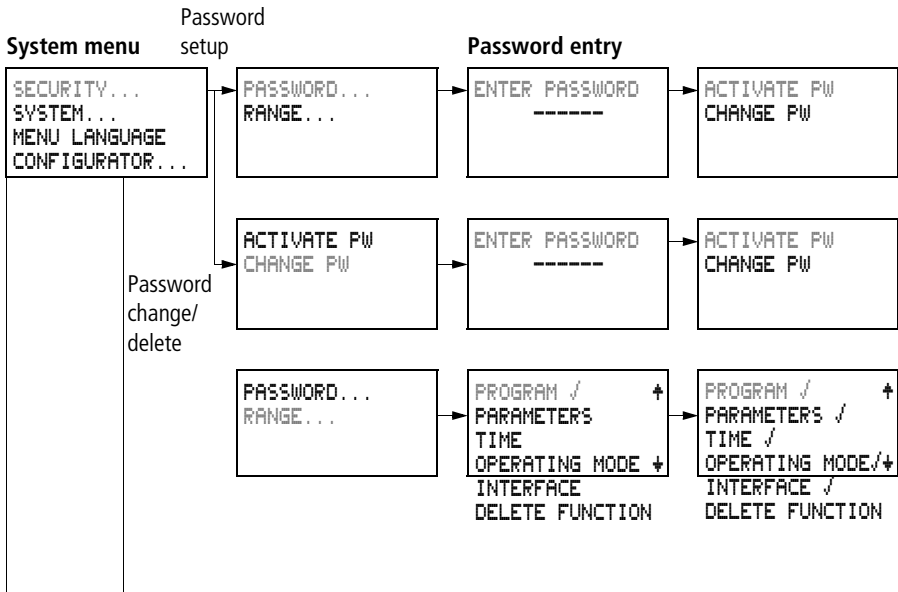 Password
setup
System menu
Password entry
SECURITY...
SYSTEM...
MENU LANGUAGE
CONFIGURATOR...
PASSWORD...
RANGE...
ENTER PASSWORD
------
ACTIVATE PW
CHANGE PW
Password
change/
delete
ACTIVATE PW
CHANGE PW
ENTER PASSWORD
------
ACTIVATE PW
CHANGE PW
PASSWORD...
RANGE...
PROGRAM √
PARAMETERS
TIME
OPERATING MODE
INTERFACE
DELETE FUNCTION
PROGRAM √
PARAMETERS √
TIME √
OPERATING MODE√
INTERFACE √
DELETE FUNCTION